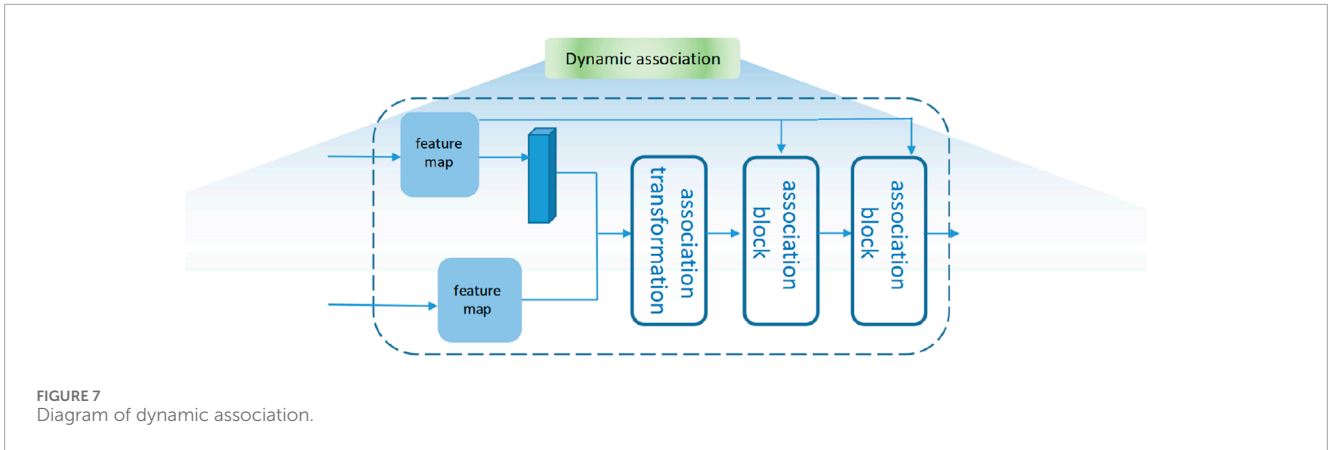 Dynamic association
feature
map
association
transformation
association
block
association
block
feature
map
FIGURE 7
Diagram of dynamic association.